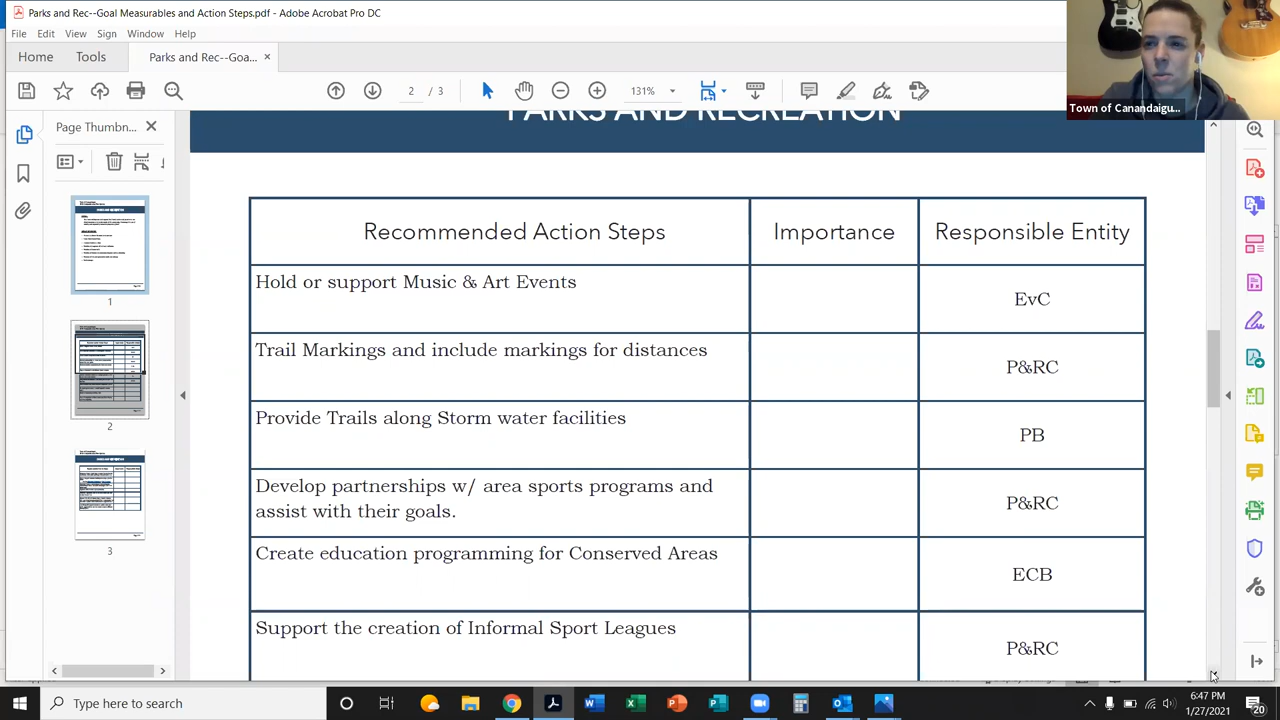 Parks and Rec--Goal Measurables and Action Steps.pdf - Adobe Acrobat Pro DC
File Edit View Sign Window Help
Home Tools Parks and Rec--Goa... ×
2 / 3 131%
Town of Canandaigu...
Page Thumbn...
1
2
3
PARKS AND RECREATION
Recommended Action Steps Importance Responsible Entity
Hold or support Music & Art Events
EvC
Trail Markings and include markings for distances
P&RC
Provide Trails along Storm water facilities
PB
Develop partnerships w/ area sports programs and
assist with their goals.
P&RC
Create education programming for Conserved Areas
ECB
Support the creation of Informal Sport Leagues
P&RC
Type here to search
6:47 PM
1/27/2021
20